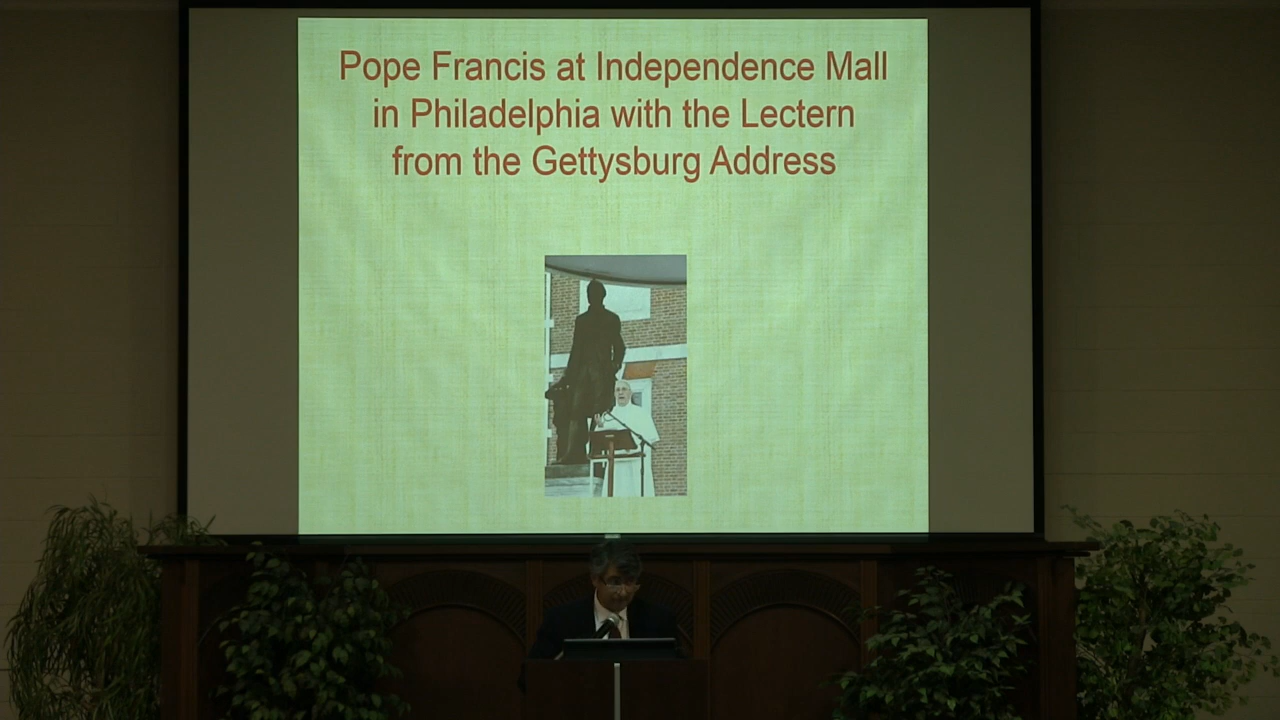 Pope Francis at Independence Mall
in Philadelphia with the Lectern
from the Gettysburg Address